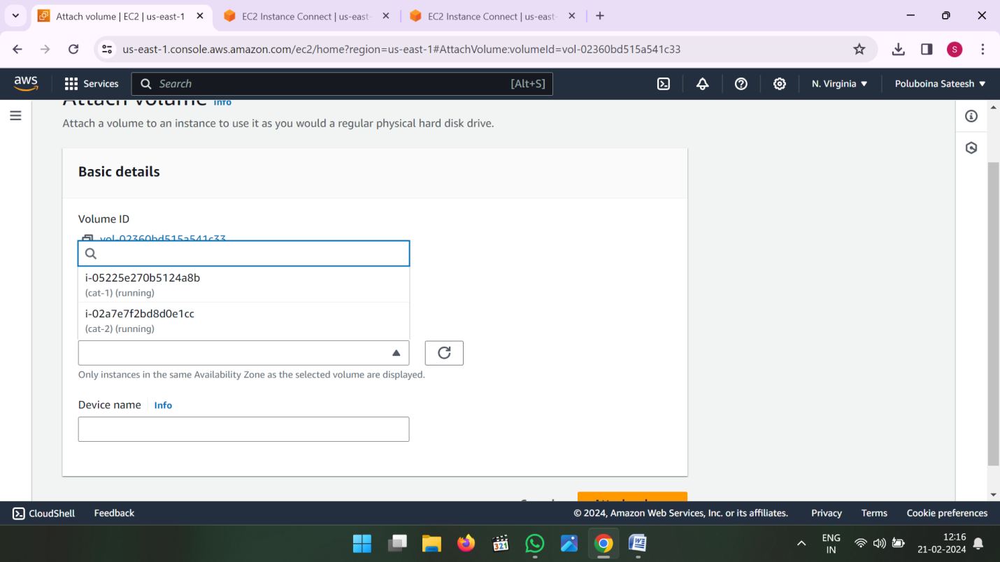 Attach volume | EC2 | us-east-1
EC2 Instance Connect | us-east-
EC2 Instance Connect | us-east-
us-east-1.console.aws.amazon.com/ec2/home?region=us-east-1#AttachVolume:volumeId=vol-02360bd515a541c33
S
aws
Services
Search
[Alt+S]
N. Virginia
Poluboina Sateesh
Attach volume Info
Attach a volume to an instance to use it as you would a regular physical hard disk drive.
Basic details
Volume ID
vol-02360bd515a541c33
i-05225e270b5124a8b
(cat-1) (running)
i-02a7e7f2bd8d0e1cc
(cat-2) (running)
Only instances in the same Availability Zone as the selected volume are displayed.
Device name Info
CloudShell
Feedback
© 2024, Amazon Web Services, Inc. or its affiliates.
Privacy
Terms
Cookie preferences
321
ENG
IN
12:16
21-02-2024